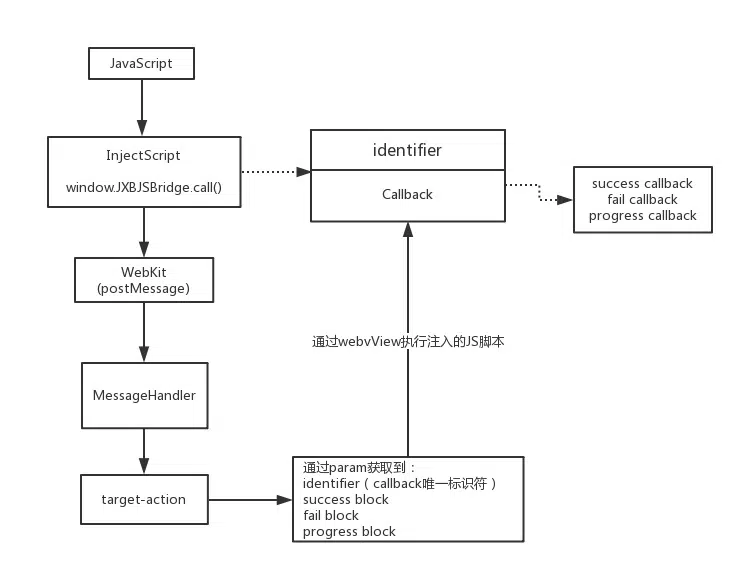 JavaScript
InjectScript
window.JXBJSBridge.call()
identifier
Callback
success callback
fail callback
progress callback
WebKit
(postMessage)
通过webvView执行注入的JS脚本
MessageHandler
target-action
通过param获取到：
identifier（callback唯一标识符）
success block
fail block
progress block